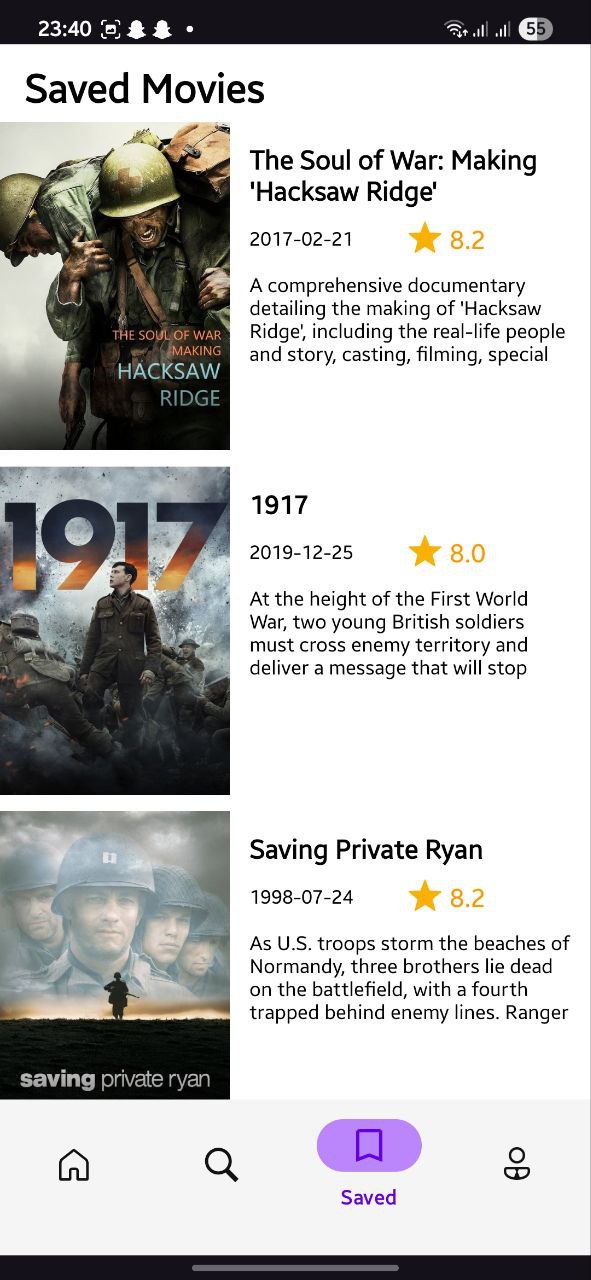 23:40
55
Saved Movies
THE SOUL OF WAR
MAKING
HACKSAW
RIDGE
The Soul of War: Making
'Hacksaw Ridge'
2017-02-21
8.2
A comprehensive documentary
detailing the making of 'Hacksaw
Ridge', including the real-life people
and story, casting, filming, special
1917
1917
2019-12-25
8.0
At the height of the First World
War, two young British soldiers
must cross enemy territory and
deliver a message that will stop
saving private ryan
Saving Private Ryan
1998-07-24
8.2
As U.S. troops storm the beaches of
Normandy, three brothers lie dead
on the battlefield, with a fourth
trapped behind enemy lines. Ranger
Saved